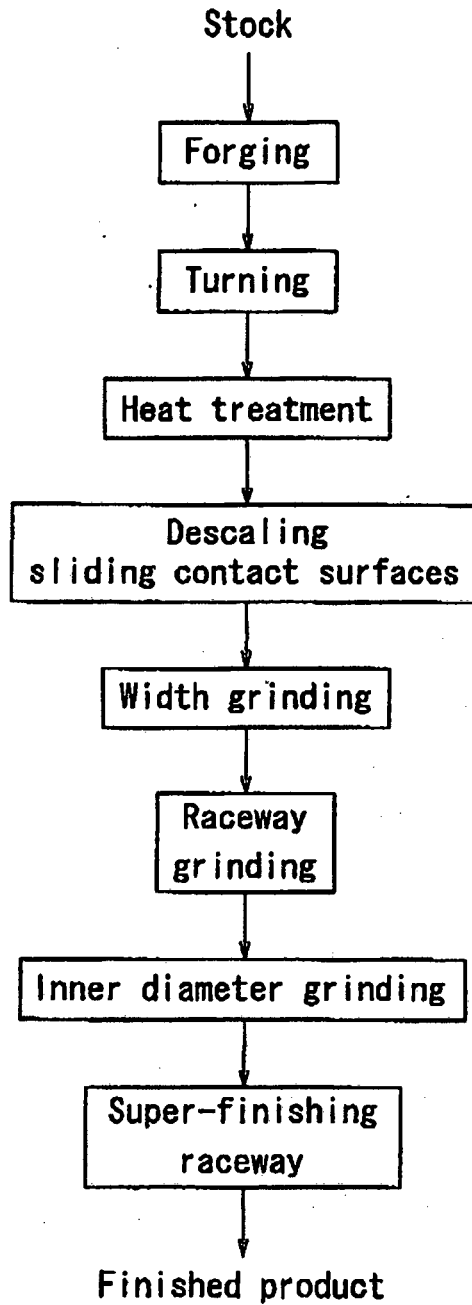 Stock
Forging
Turning
Heat treatment
Descaling
sliding contact surfaces
Width grinding
Raceway
grinding
Inner diameter grinding
Super-finishing
raceway
Finished product